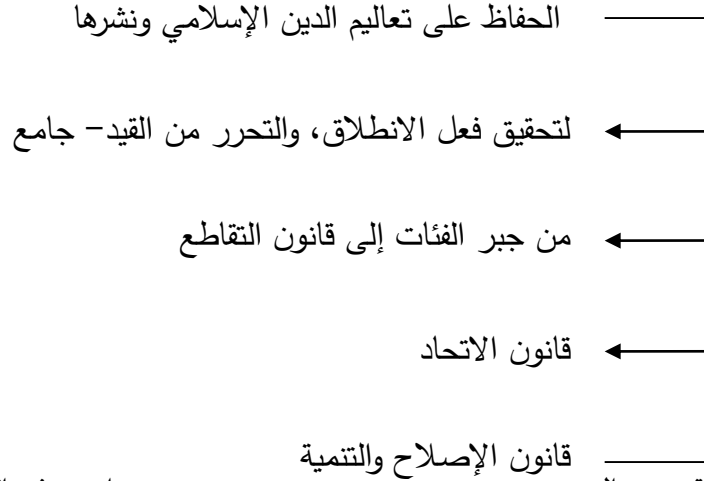 الحفاظ على تعاليم الدين الإسلامي ونشرها
لتحقيق فعل الانطلاق، والتحرر من القيد– جامع
من جبر الفئات إلى قانون التقاطع
قانون الاتحاد
قانون الإصلاح والتنمية